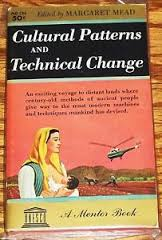 50¢
Edited by MARGARET MEAD
Cultural Patterns
AND
Technical Change
An exciting voyage to distant lands where
century-old methods of ancient people
give way to the most modern machines
and techniques mankind has devised.
A Mentor Book